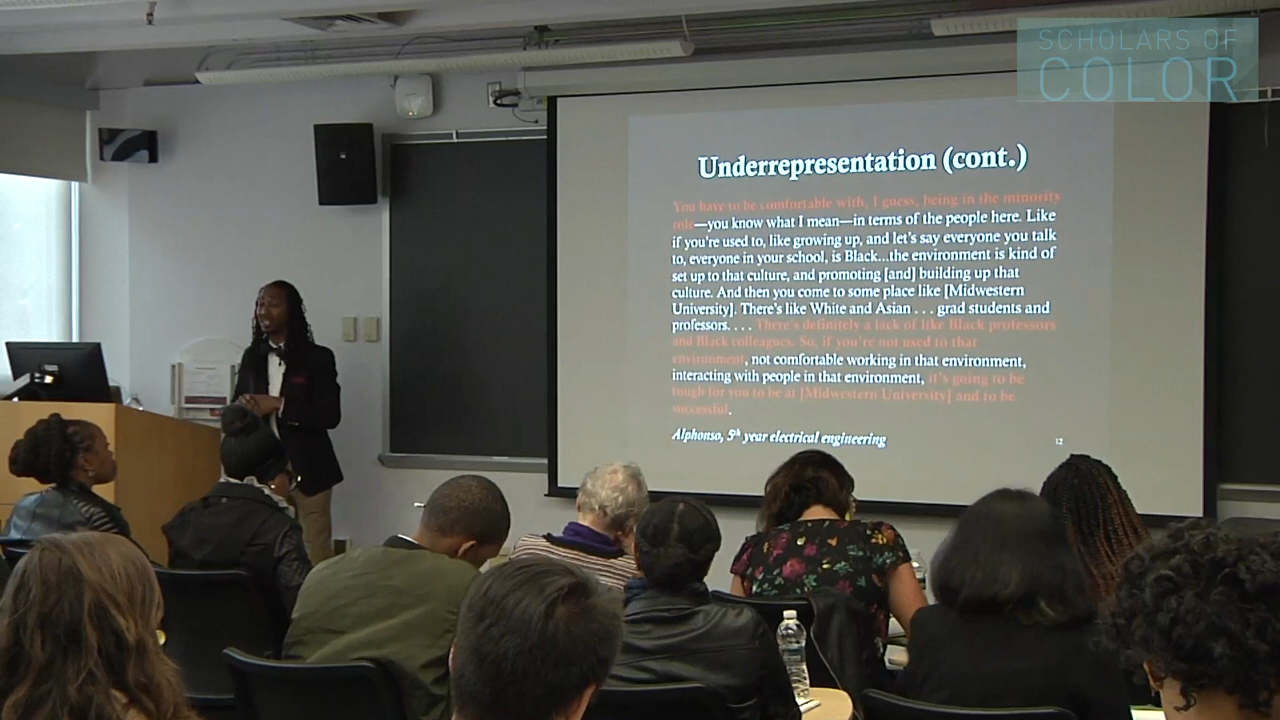 SCHOLARS OF
COLOR
Underrepresentation (cont.)
You have to be comfortable with, I guess, being in the minority
role—you know what I mean—in terms of the people here. Like
if you're used to, like growing up, and let's say everyone you talk
to, everyone in your school, is Black...the environment is kind of
set up to that culture, and promoting [and] building up that
culture. And then you come to some place like [Midwestern
University]. There's like White and Asian . . . grad students and
professors. . . . There's definitely a lack of like Black professors
and Black colleagues. So, if you're not used to that
environment, not comfortable working in that environment,
interacting with people in that environment, it's going to be
tough for you to be at [Midwestern University] and to be
successful.
Alphonso, 5th year electrical engineering
12